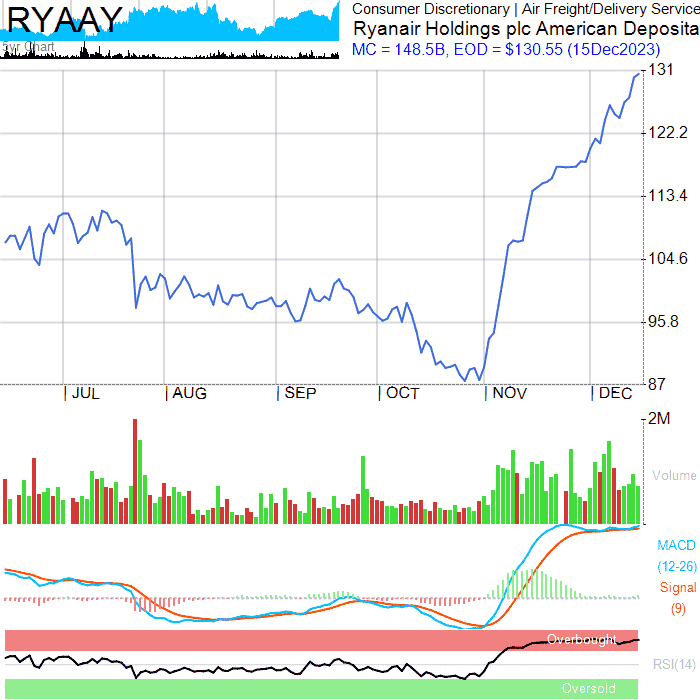 RYAAY
5yr Chart
Consumer Discretionary | Air Freight/Delivery Service
Ryanair Holdings plc American Deposita
MC = 148.5B, EOD = $130.55 (15Dec2023)
131
122.2
113.4
104.6
95.8
87
JUL AUG SEP OCT NOV DEC
2M
Volume
MACD
(12-26)
Signal
(9)
Overbought
RSI(14)
Oversold